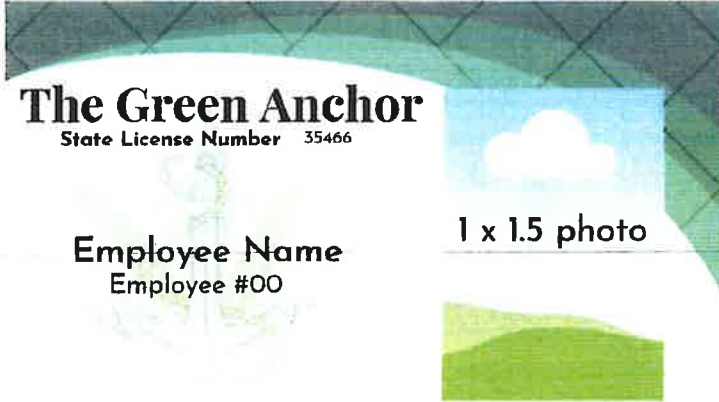 The Green Anchor
State License Number 35466
1 x 1.5 photo
Employee Name
Employee #00